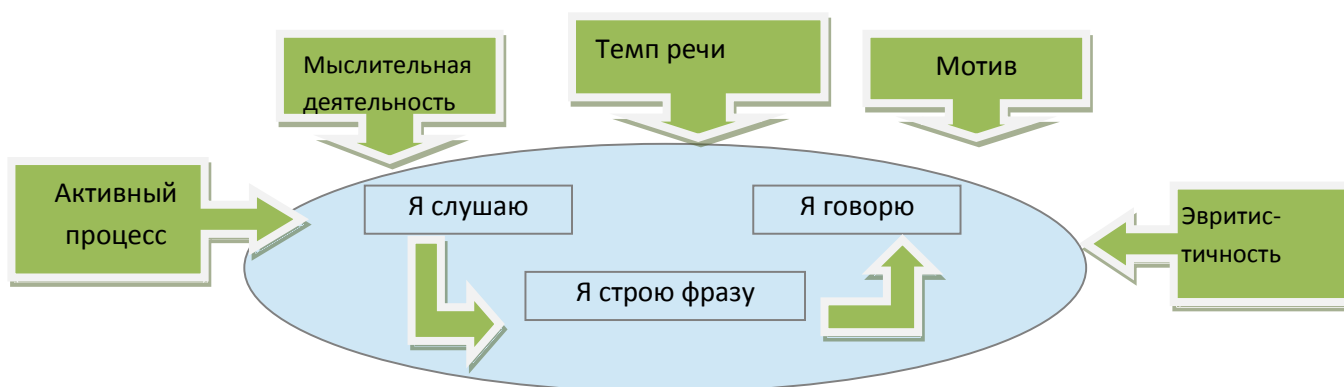 Мыслительная
деятельность
Темп речи
Мотив
Активный
процесс
Я слушаю
Я говорю
Эвритис-
тичность
Я строю фразу